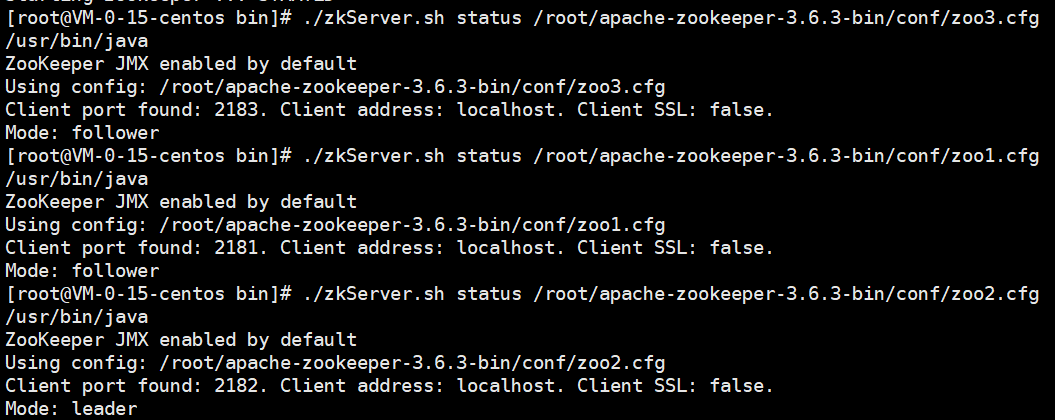 [root@VM-0-15-centos bin]# ./zkServer.sh status /root/apache-zookeeper-3.6.3-bin/conf/zoo3.cfg
/usr/bin/java
ZooKeeper JMX enabled by default
Using config: /root/apache-zookeeper-3.6.3-bin/conf/zoo3.cfg
Client port found: 2183. Client address: localhost. Client SSL: false.
Mode: follower
[root@VM-0-15-centos bin]# ./zkServer.sh status /root/apache-zookeeper-3.6.3-bin/conf/zoo1.cfg
/usr/bin/java
ZooKeeper JMX enabled by default
Using config: /root/apache-zookeeper-3.6.3-bin/conf/zoo1.cfg
Client port found: 2181. Client address: localhost. Client SSL: false.
Mode: follower
[root@VM-0-15-centos bin]# ./zkServer.sh status /root/apache-zookeeper-3.6.3-bin/conf/zoo2.cfg
/usr/bin/java
ZooKeeper JMX enabled by default
Using config: /root/apache-zookeeper-3.6.3-bin/conf/zoo2.cfg
Client port found: 2182. Client address: localhost. Client SSL: false.
Mode: leader